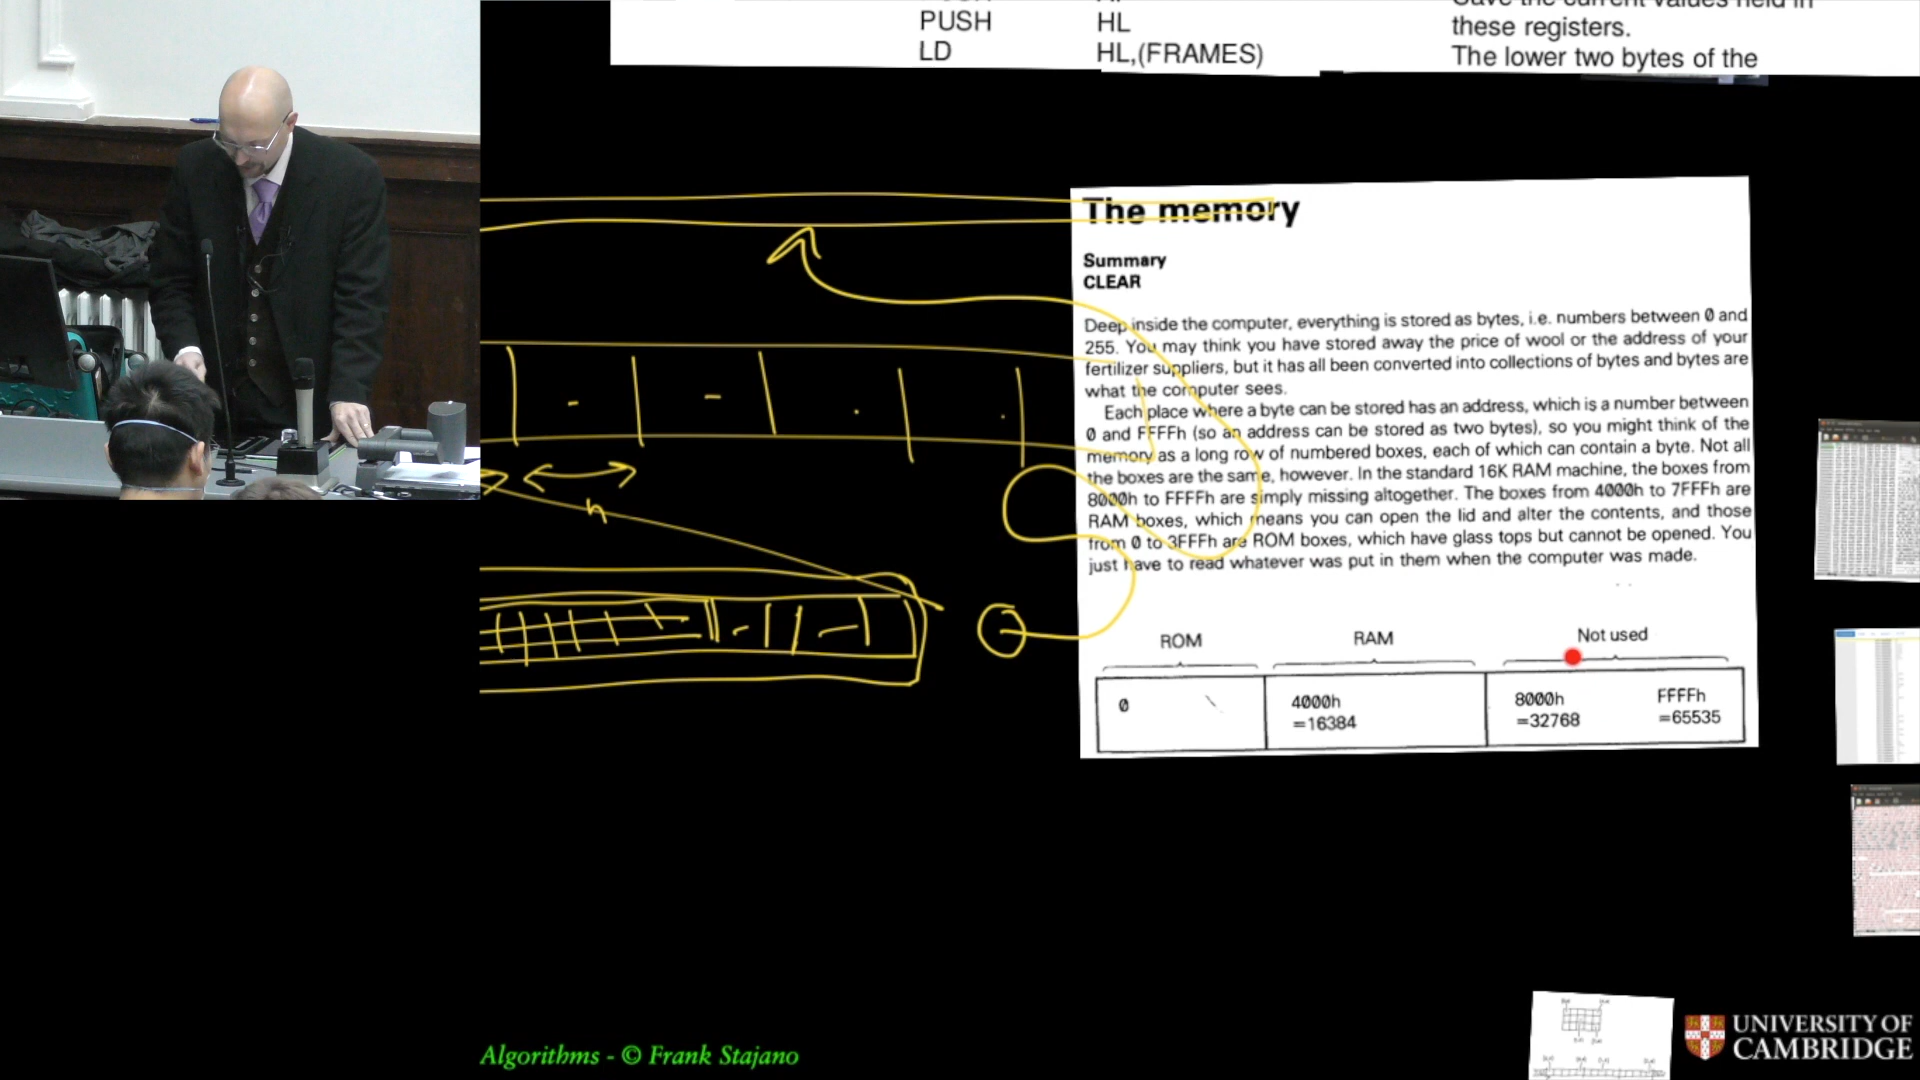 PUSH HL these registers.
LD HL,(FRAMES) The lower two bytes of the
The memory
Summary
CLEAR
Deep inside the computer, everything is stored as bytes, i.e. numbers between 0 and
255. You may think you have stored away the price of wool or the address of your
fertilizer suppliers, but it has all been converted into collections of bytes and bytes are
what the computer sees.
Each place where a byte can be stored has an address, which is a number between
0 and FFFFh (so an address can be stored as two bytes), so you might think of the
memory as a long row of numbered boxes, each of which can contain a byte. Not all
the boxes are the same, however. In the standard 16K RAM machine, the boxes from
8000h to FFFFh are simply missing altogether. The boxes from 4000h to 7FFFh are
RAM boxes, which means you can open the lid and alter the contents, and those
from 0 to 3FFFh are ROM boxes, which have glass tops but cannot be opened. You
just have to read whatever was put in them when the computer was made.
n
ROM RAM Not used
0 4000h 8000h FFFFh
=16384 =32768 =65535
Algorithms - © Frank Stajano
UNIVERSITY OF
CAMBRIDGE